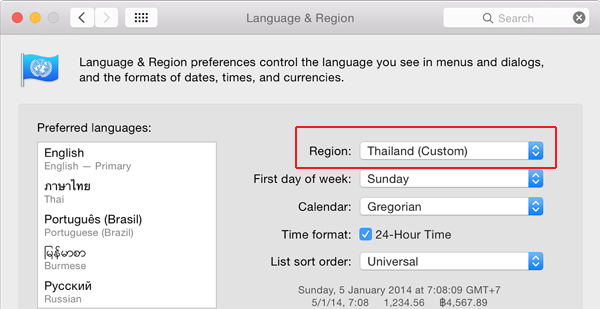 Language & Region
Search
Language & Region preferences control the language you see in menus and dialogs,
and the formats of dates, times, and currencies.
Preferred languages:
English
English — Primary
ภาษาไทย
Thai
Português (Brasil)
Portuguese (Brazil)
မြန်မာစာ
Burmese
Русский
Russian
Region: Thailand (Custom)
First day of week: Sunday
Calendar: Gregorian
Time format: 24-Hour Time
List sort order: Universal
Sunday, 5 January 2014 at 7:08:09 GMT+7
5/1/14, 7:08 1,234.56 ฿4,567.89